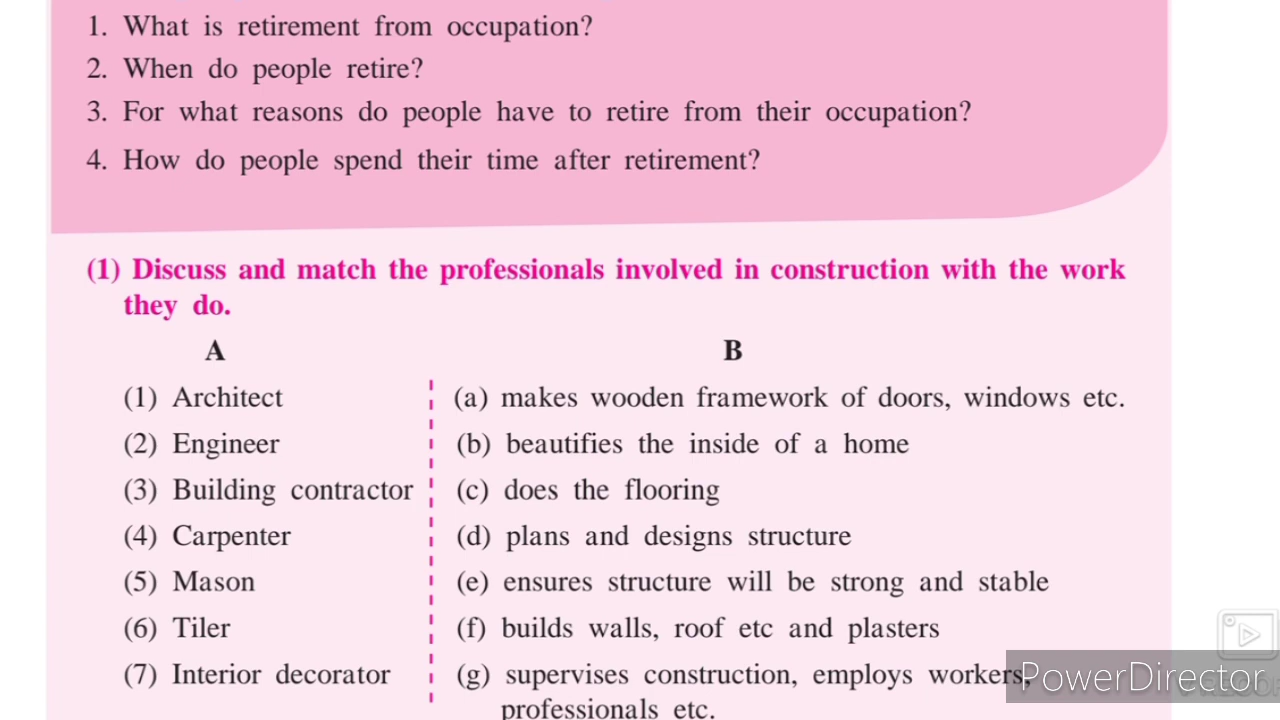 1. What is retirement from occupation?
2. When do people retire?
3. For what reasons do people have to retire from their occupation?
4. How do people spend their time after retirement?
(1) Discuss and match the professionals involved in construction with the work
they do.
A B
(1) Architect (a) makes wooden framework of doors, windows etc.
(2) Engineer (b) beautifies the inside of a home
(3) Building contractor (c) does the flooring
(4) Carpenter (d) plans and designs structure
(5) Mason (e) ensures structure will be strong and stable
(6) Tiler (f) builds walls, roof etc and plasters
(7) Interior decorator (g) supervises construction, employs workers,
professionals etc.
PowerDirector